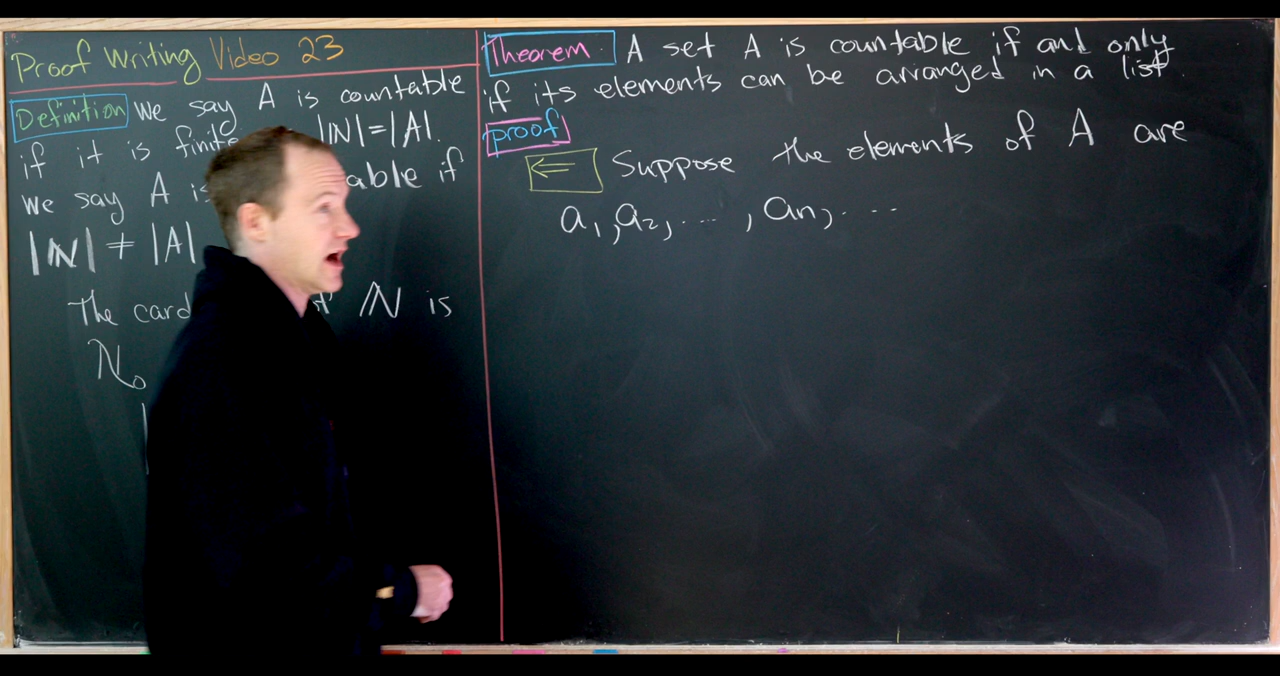 Proof Writing Video 23
Definition We say A is countable
if it is finite |ℕ|=|A|.
We say A is able if
|ℕ| ≠ |A|
The card ℕ is
ℵ₀
Theorem A set A is countable if and only
if its elements can be arranged in a list.
proof
⇐ Suppose the elements of A are
a₁, a₂, ..., aₙ, ...